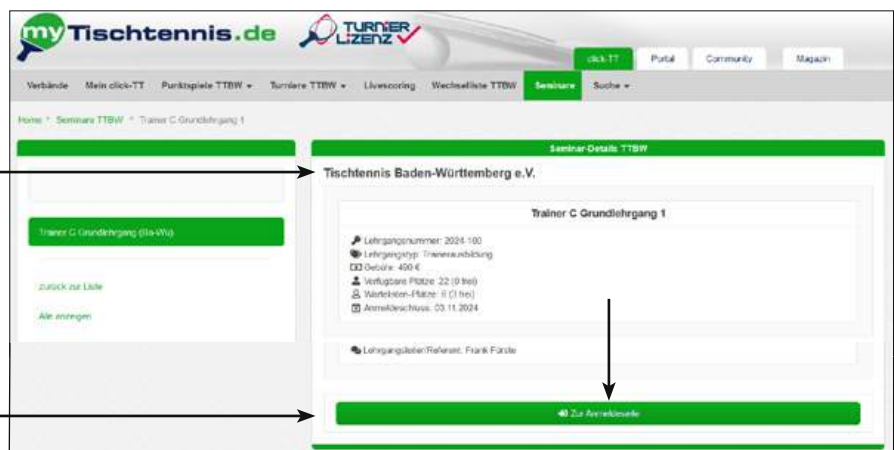 myTischtennis.de
TURNIER LIZENZ
click-TT Portal Community Magazin
Verbände Mein click-TT Punktspiele TTBW Turniere TTBW Livescoring Wechselliste TTBW Seminare Suche
Home Seminare TTBW Trainer C Grundlehrgang 1
Seminar-Details TTBW
Tischtennis Baden-Württemberg e.V.
Trainer C Grundlehrgang 1
Trainer C Grundlehrgang (Ba-Wü)
Lehrgangsnummer: 2024-100
Lehrgangstyp: Trainerausbildung
Gebühr: 490 €
Verfügbare Plätze: 22 (0 frei)
Wartelisten-Plätze: 6 (3 frei)
Anmeldeschluss: 03.11.2024
zurück zur Liste
Alle anzeigen
Lehrgangsleiter/Referent: Frank Fürste
Zur Anmeldeseite